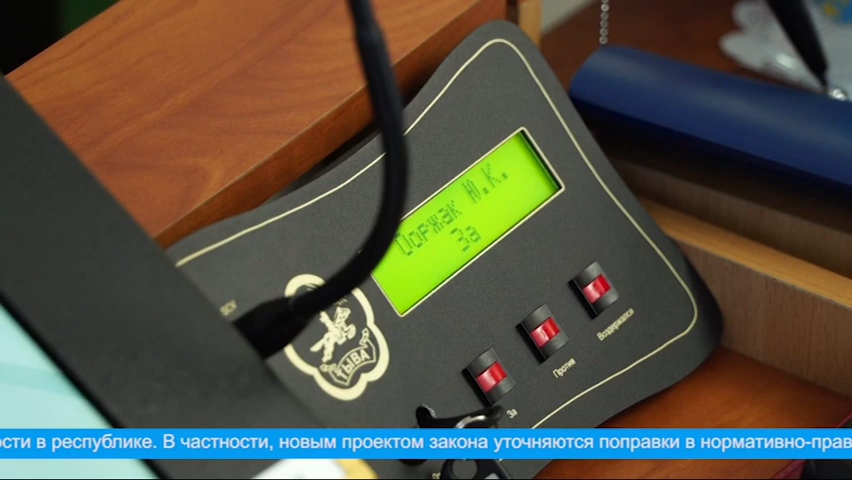 Ооржак Ю.К.
За
ТЫВА
За
Против
Воздержался
ости в республике. В частности, новым проектом закона уточняются поправки в нормативно-прав